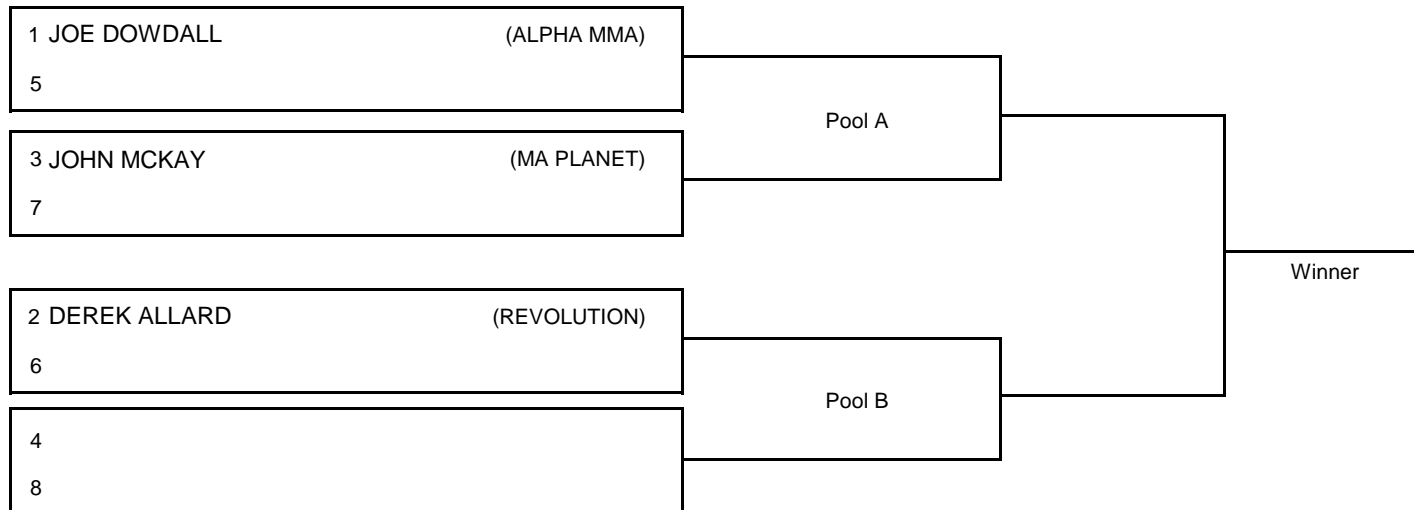 1 JOE DOWDALL (ALPHA MMA)
5
Pool A
3 JOHN MCKAY (MA PLANET)
7
Winner
2 DEREK ALLARD (REVOLUTION)
6
Pool B
4
8